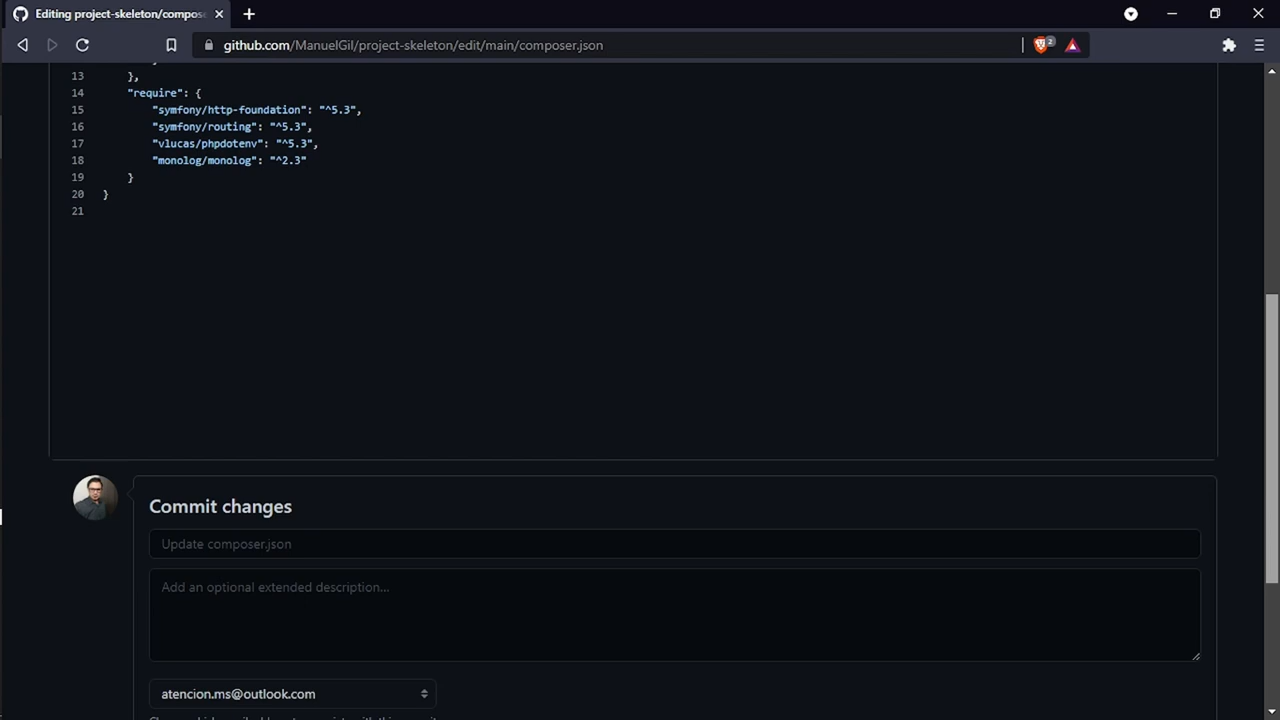 Editing project-skeleton/compose
github.com/ManuelGil/project-skeleton/edit/main/composer.json
2
13 },
14 "require": {
15 "symfony/http-foundation": "^5.3",
16 "symfony/routing": "^5.3",
17 "vlucas/phpdotenv": "^5.3",
18 "monolog/monolog": "^2.3"
19 }
20 }
21
Commit changes
Update composer.json
Add an optional extended description...
atencion.ms@outlook.com